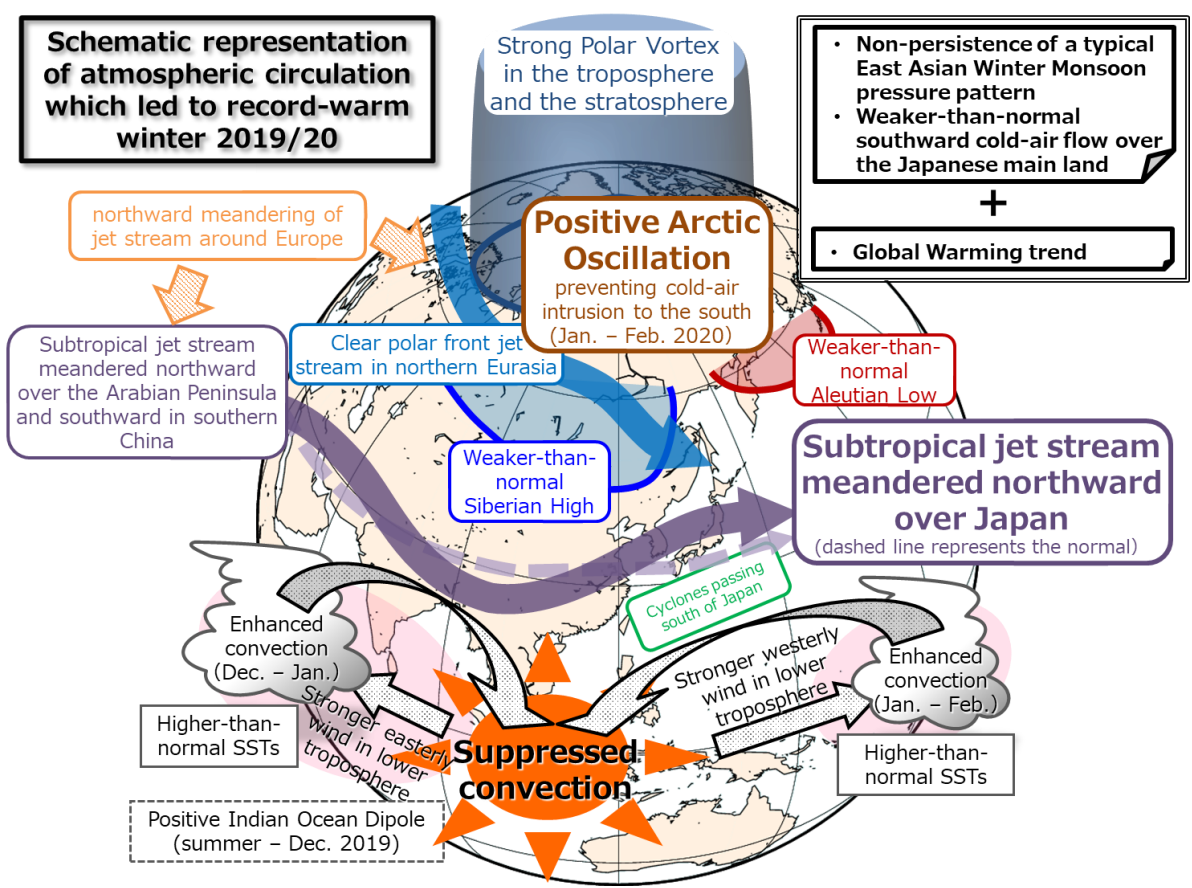 Schematic representation
of atmospheric circulation
which led to record-warm
winter 2019/20
Strong Polar Vortex
in the troposphere
and the stratosphere
• Non-persistence of a typical
East Asian Winter Monsoon
pressure pattern
• Weaker-than-normal
southward cold-air flow over
the Japanese main land
+
• Global Warming trend
northward meandering of
jet stream around Europe
Positive Arctic
Oscillation
preventing cold-air
intrusion to the south
(Jan. – Feb. 2020)
Subtropical jet stream
meandered northward
over the Arabian Peninsula
and southward in southern
China
Clear polar front jet
stream in northern Eurasia
Weaker-than-
normal
Aleutian Low
Weaker-than-
normal
Siberian High
Subtropical jet stream
meandered northward
over Japan
(dashed line represents the normal)
Cyclones passing
south of Japan
Enhanced
convection
(Dec. – Jan.)
Stronger westerly
wind in lower
troposphere
Enhanced
convection
(Jan. – Feb.)
Higher-than-
normal SSTs
Stronger easterly
wind in lower
troposphere
Suppressed
convection
Higher-than-
normal SSTs
Positive Indian Ocean Dipole
(summer – Dec. 2019)